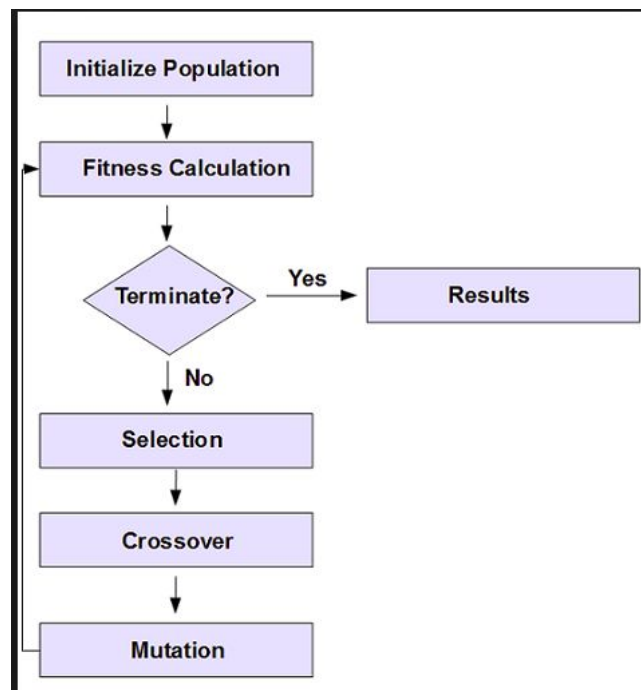 Initialize Population
Fitness Calculation
Terminate?
Yes
Results
No
Selection
Crossover
Mutation